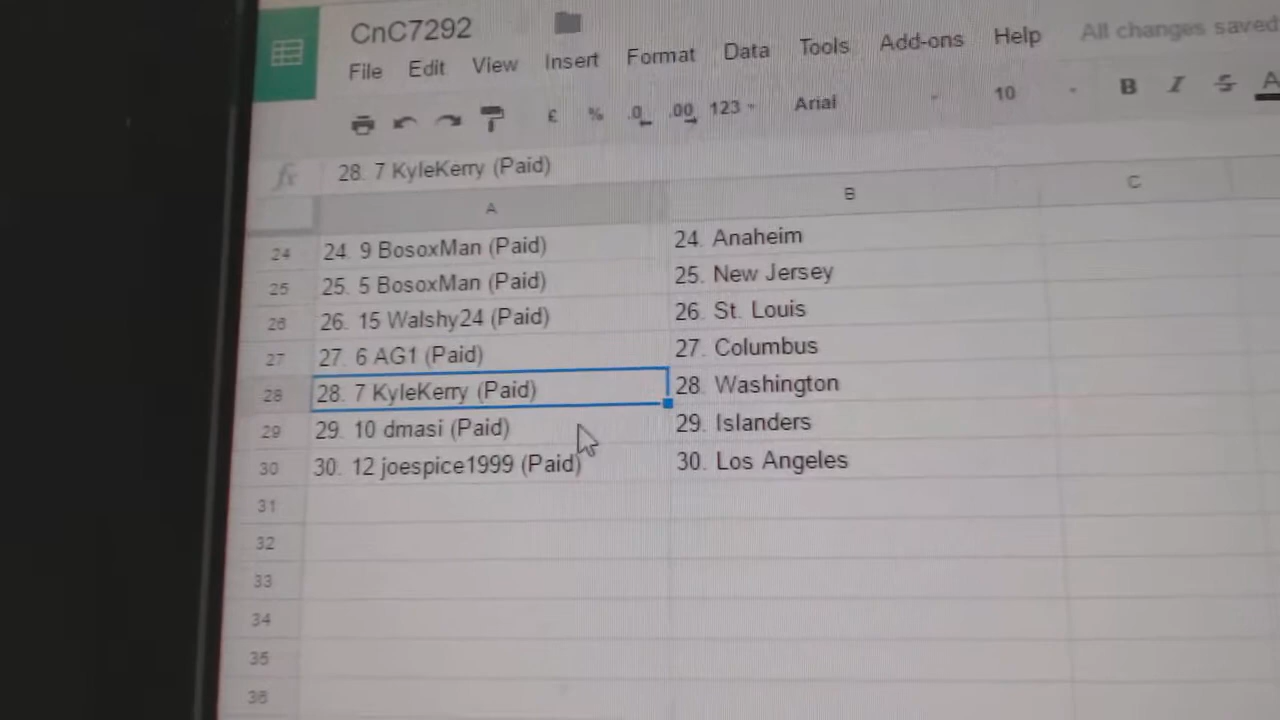 CnC7292
File Edit View Insert Format Data Tools Add-ons Help All changes saved
£ % .0 .00 123 Arial 10 B I S A
fx 28. 7 KyleKerry (Paid)
A B C
24 24. 9 BosoxMan (Paid) 24. Anaheim
25 25. 5 BosoxMan (Paid) 25. New Jersey
26 26. 15 Walshy24 (Paid) 26. St. Louis
27 27. 6 AG1 (Paid) 27. Columbus
28 28. 7 KyleKerry (Paid) 28. Washington
29 29. 10 dmasi (Paid) 29. Islanders
30 30. 12 joespice1999 (Paid) 30. Los Angeles
31
32
33
34
35
36